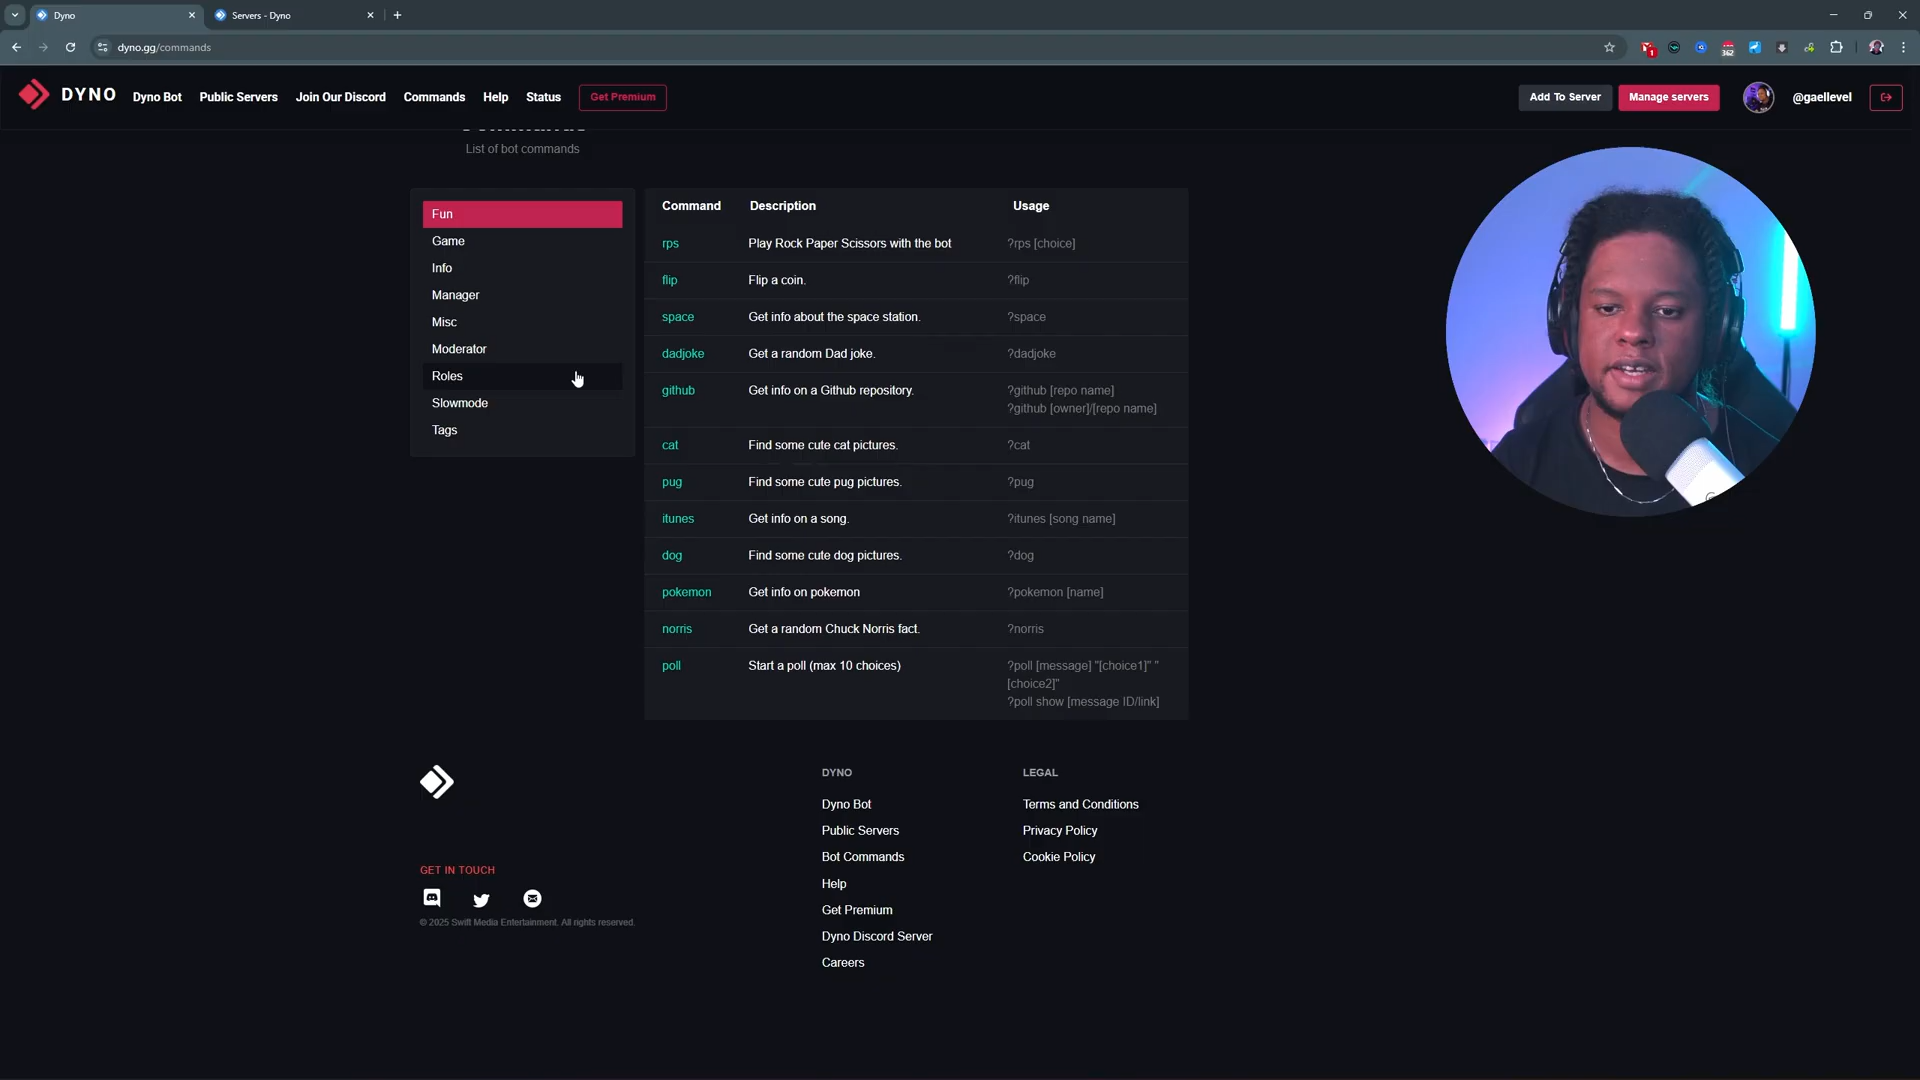 Dyno
Servers - Dyno
dyno.gg/commands
1
362
DYNO
Dyno Bot
Public Servers
Join Our Discord
Commands
Help
Status
Get Premium
Add To Server
Manage servers
@gaellevel
List of bot commands
Fun
Game
Info
Manager
Misc
Moderator
Roles
Slowmode
Tags
Command Description Usage
rps Play Rock Paper Scissors with the bot ?rps [choice]
flip Flip a coin. ?flip
space Get info about the space station. ?space
dadjoke Get a random Dad joke. ?dadjoke
github Get info on a Github repository. ?github [repo name]
?github [owner]/[repo name]
cat Find some cute cat pictures. ?cat
pug Find some cute pug pictures. ?pug
itunes Get info on a song. ?itunes [song name]
dog Find some cute dog pictures. ?dog
pokemon Get info on pokemon ?pokemon [name]
norris Get a random Chuck Norris fact. ?norris
poll Start a poll (max 10 choices) ?poll [message] "[choice1]" "
[choice2]"
?poll show [message ID/link]
GET IN TOUCH
© 2025 Swift Media Entertainment. All rights reserved.
DYNO
Dyno Bot
Public Servers
Bot Commands
Help
Get Premium
Dyno Discord Server
Careers
LEGAL
Terms and Conditions
Privacy Policy
Cookie Policy